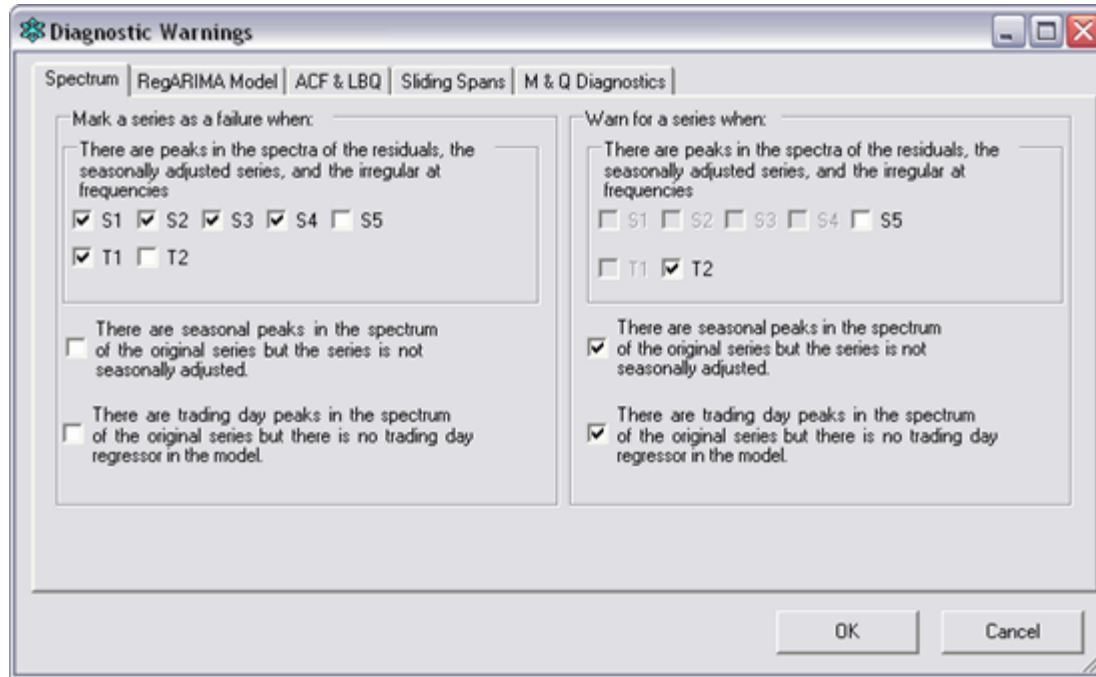 Diagnostic Warnings
Spectrum RegARIMA Model ACF & LBQ Sliding Spans M & Q Diagnostics
Mark a series as a failure when:
There are peaks in the spectra of the residuals, the
seasonally adjusted series, and the irregular at
frequencies
S1 S2 S3 S4 S5
T1 T2
There are seasonal peaks in the spectrum
of the original series but the series is not
seasonally adjusted.
There are trading day peaks in the spectrum
of the original series but there is no trading day
regressor in the model.
Warn for a series when:
There are peaks in the spectra of the residuals, the
seasonally adjusted series, and the irregular at
frequencies
S1 S2 S3 S4 S5
T1 T2
There are seasonal peaks in the spectrum
of the original series but the series is not
seasonally adjusted.
There are trading day peaks in the spectrum
of the original series but there is no trading day
regressor in the model.
OK Cancel